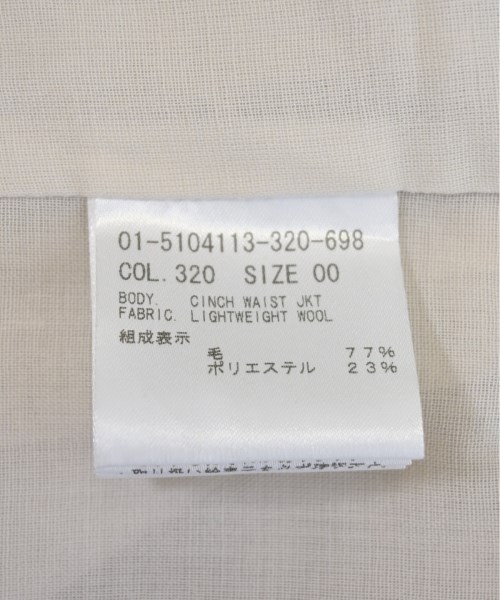 01-5104113-320-698
COL. 320 SIZE 00
BODY. CINCH WAIST JKT
FABRIC. LIGHTWEIGHT WOOL
組成表示
毛 77%
ポリエステル 23%